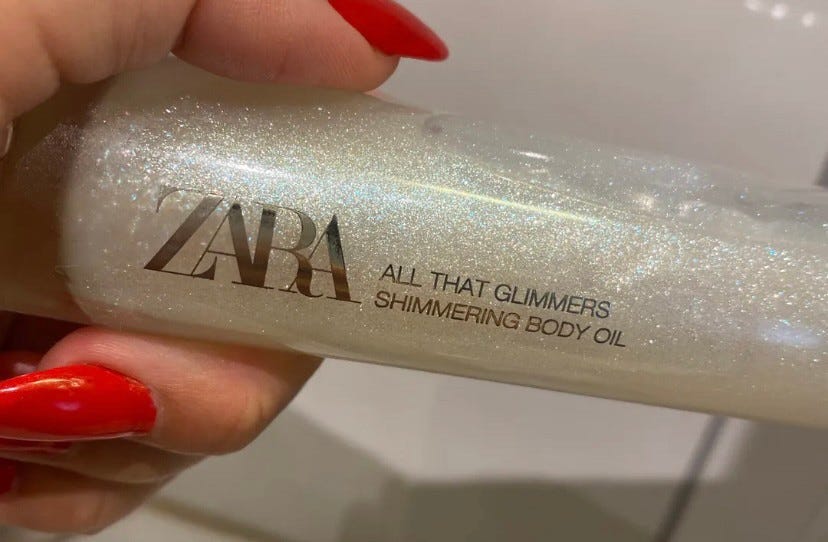 ZARA
ALL THAT GLIMMERS
SHIMMERING BODY OIL